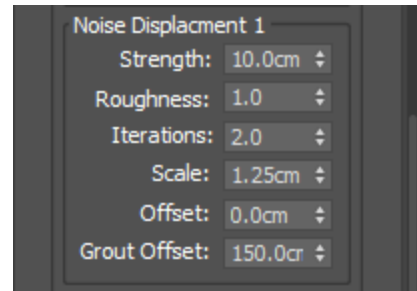 Noise Displacment 1
Strength: 10.0cm
Roughness: 1.0
Iterations: 2.0
Scale: 1.25cm
Offset: 0.0cm
Grout Offset: 150.0cr